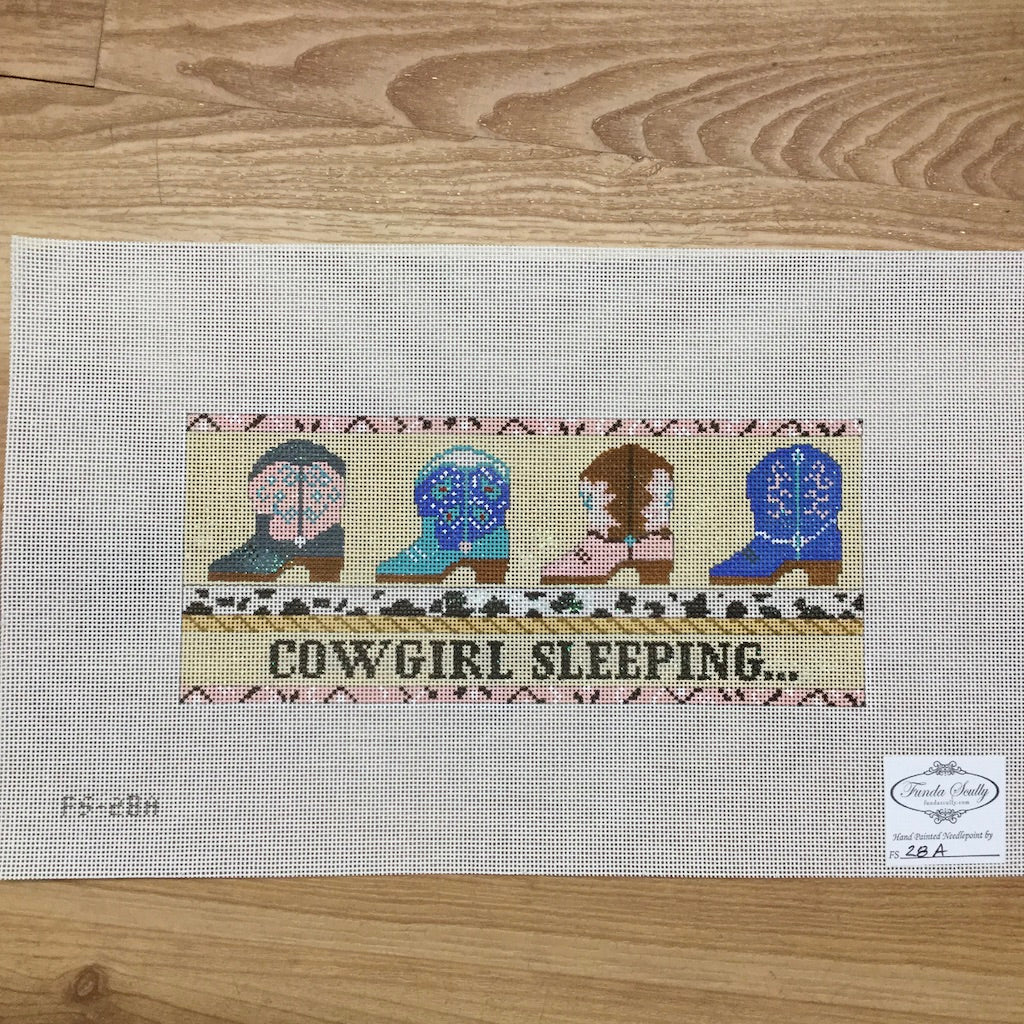 COWGIRL SLEEPING...
FS-28A
Funda Scully
fundascully.com
Hand Painted Needlepoint by
FS 28 A